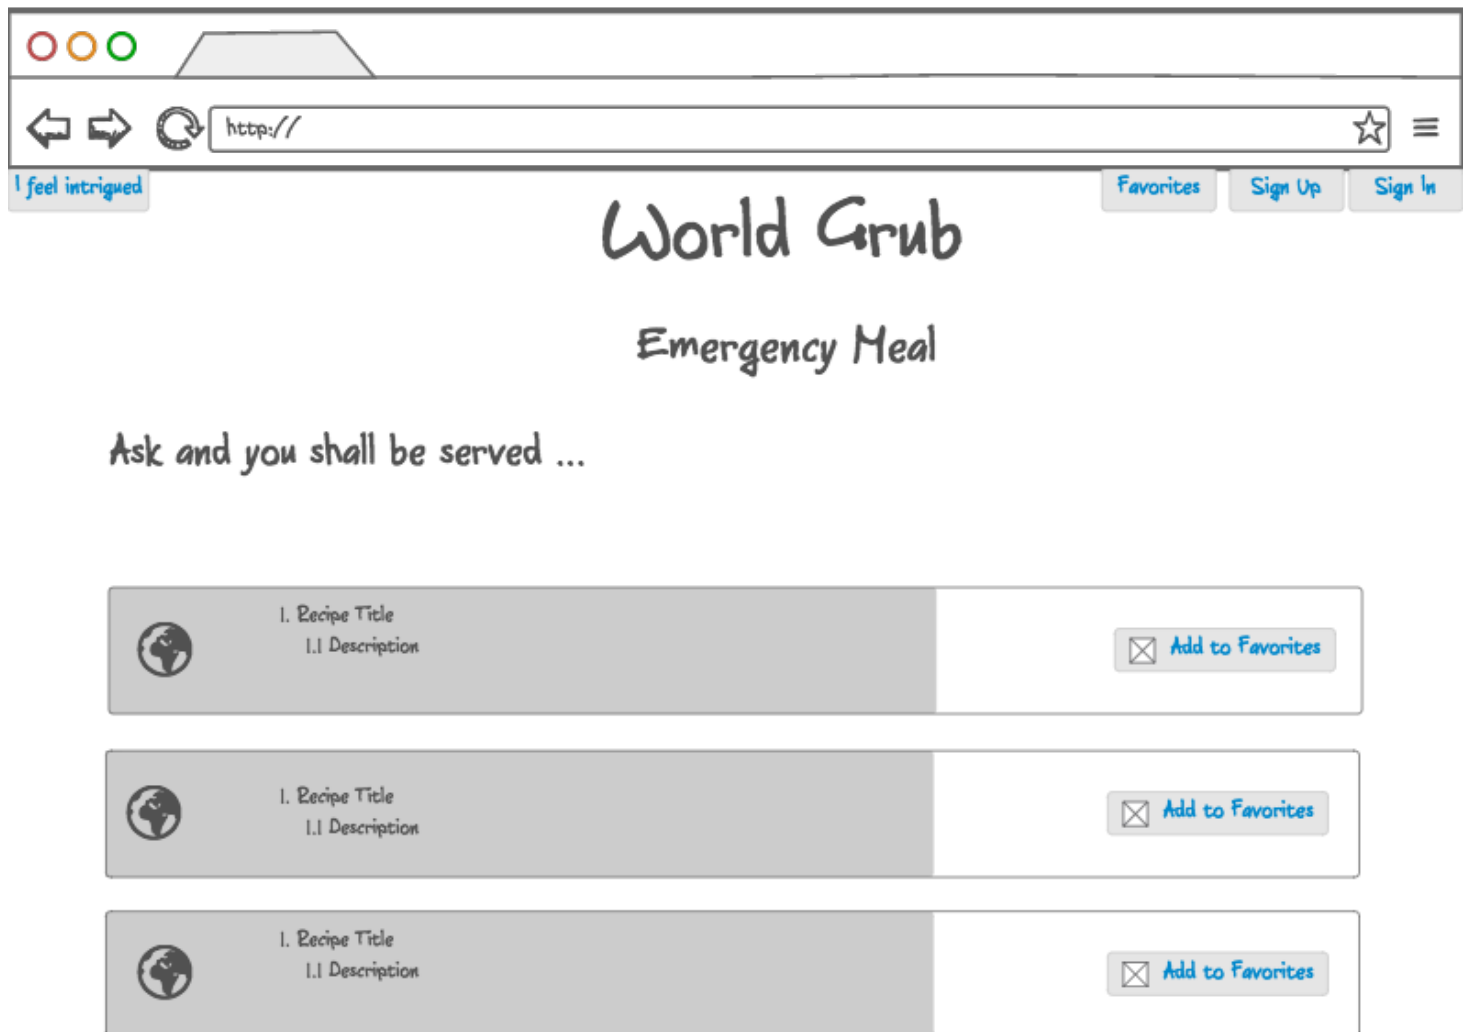 http://
I feel intrigued
Favorites
Sign Up
Sign In
World Grub
Emergency Meal
Ask and you shall be served ...
1. Recipe Title
1.1 Description
Add to Favorites
1. Recipe Title
1.1 Description
Add to Favorites
1. Recipe Title
1.1 Description
Add to Favorites